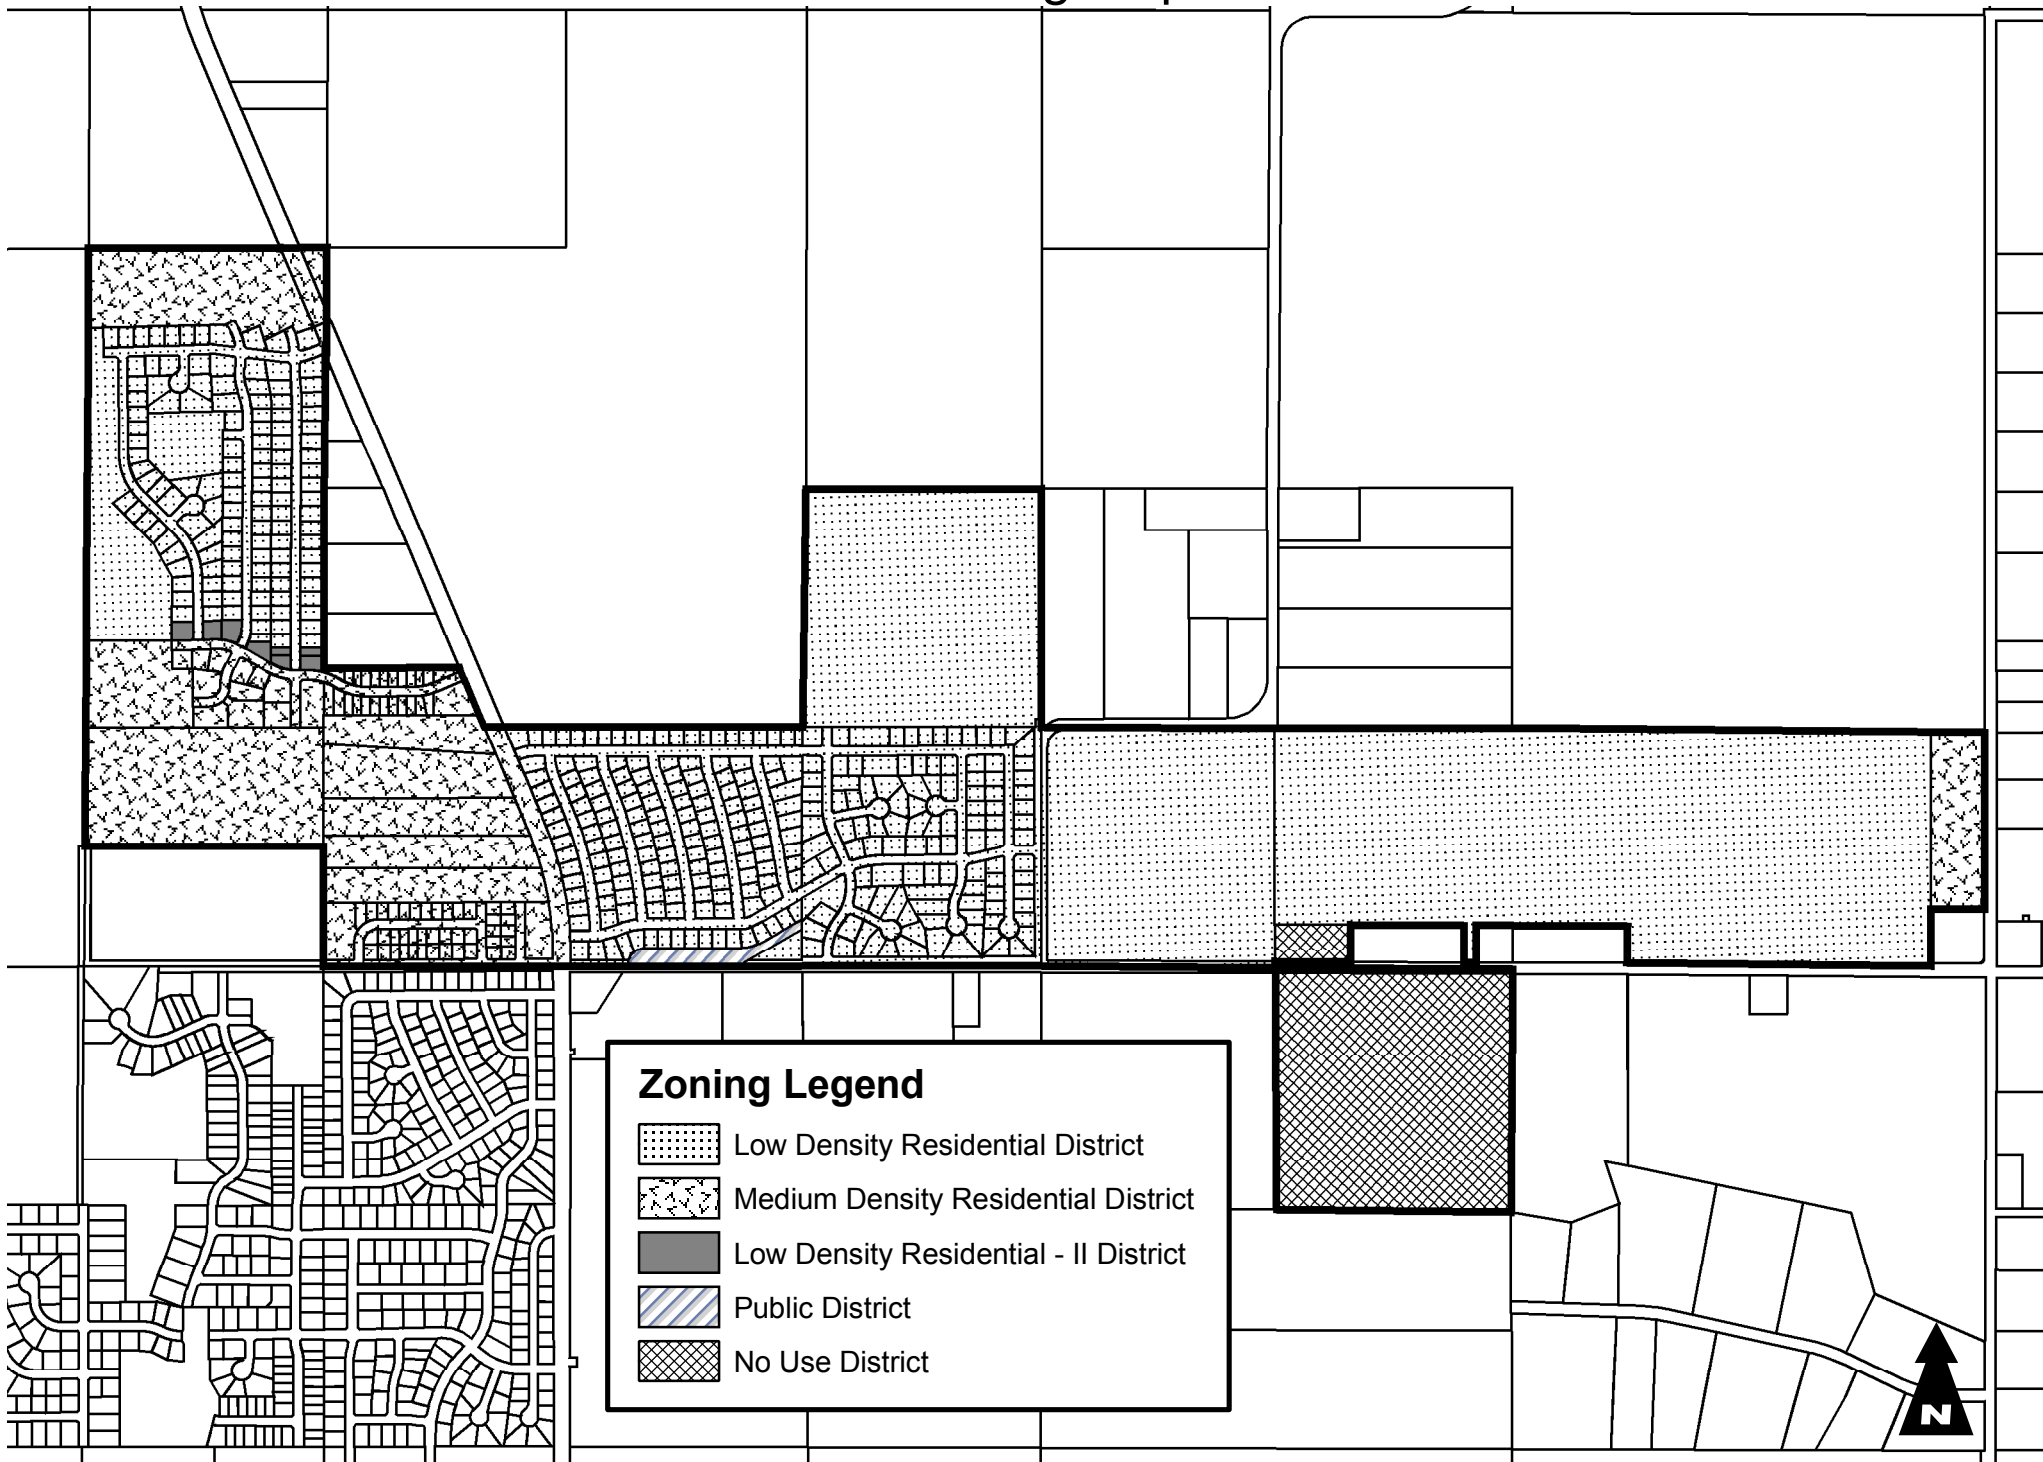 Zoning Legend
Low Density Residential District
Medium Density Residential District
Low Density Residential - II District
Public District
No Use District
N